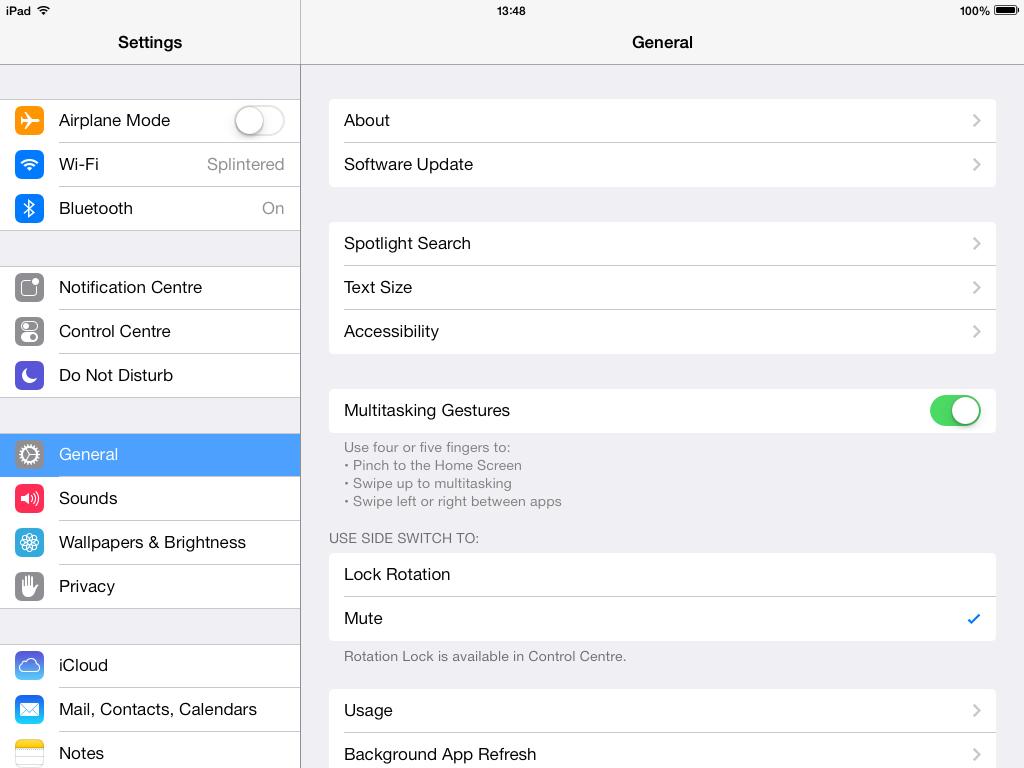 iPad 13:48 100%
Settings
General
Airplane Mode
Wi-Fi Splintered
Bluetooth On
Notification Centre
Control Centre
Do Not Disturb
General
Sounds
Wallpapers & Brightness
Privacy
iCloud
Mail, Contacts, Calendars
Notes
About
Software Update
Spotlight Search
Text Size
Accessibility
Multitasking Gestures
Use four or five fingers to:
• Pinch to the Home Screen
• Swipe up to multitasking
• Swipe left or right between apps
USE SIDE SWITCH TO:
Lock Rotation
Mute
Rotation Lock is available in Control Centre.
Usage
Background App Refresh